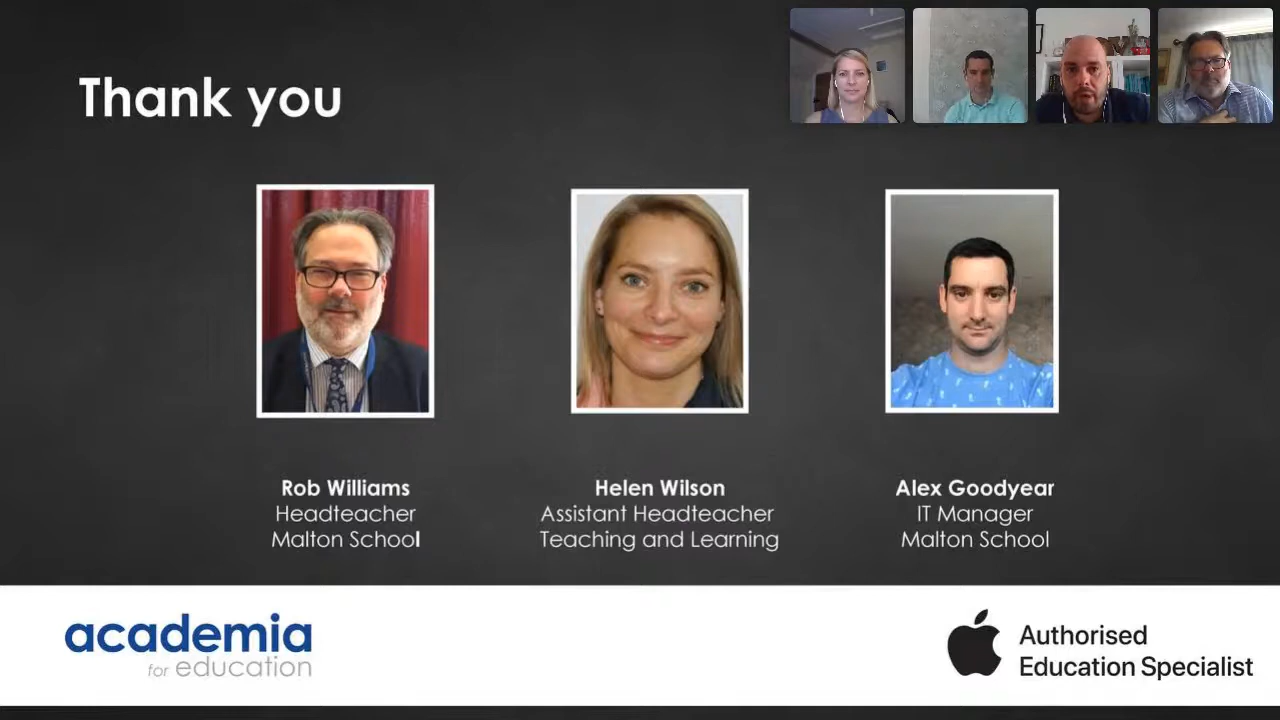 Thank you
Rob Williams
Headteacher
Malton School
Helen Wilson
Assistant Headteacher
Teaching and Learning
Alex Goodyear
IT Manager
Malton School
academia
for education
Authorised
Education Specialist